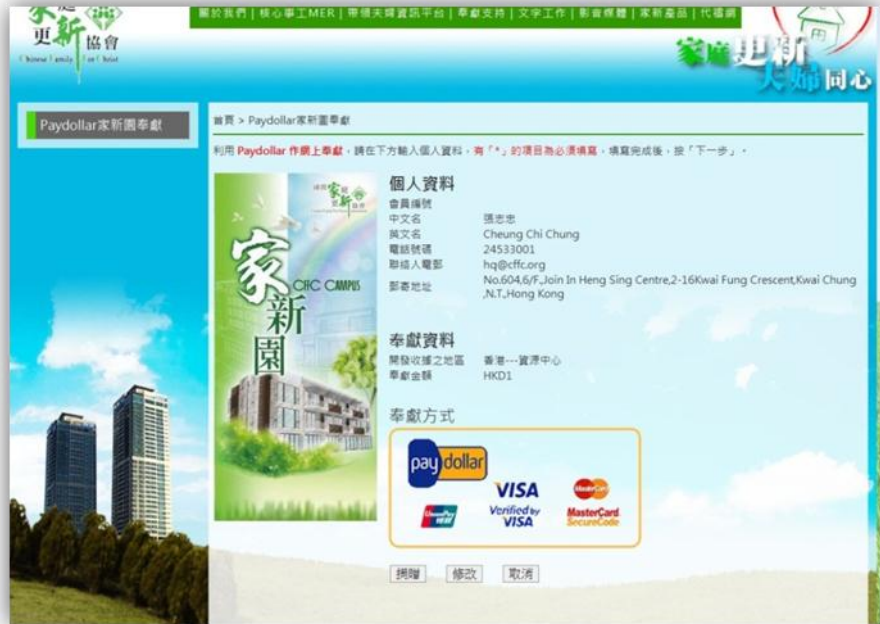 更新 協會
關於我們 | 核心事工MER | 帶領夫婦資訊平台 | 奉獻支持 | 文字工作 | 影音媒體 | 家新產品 | 代禱網
家庭更新
夫婦同心
Paydollar家新園奉獻
首頁 > Paydollar家新園奉獻
利用 Paydollar 作網上奉獻，請在下方輸入個人資料，有「*」的項目為必須填寫，填寫完成後，按「下一步」。
家新園
CFFC CAMPUS
個人資料
會員編號
中文名 張志忠
英文名 Cheung Chi Chung
電話號碼 24533001
聯絡人電郵 hq@cffc.org
郵寄地址 No.604,6/F.,Join In Heng Sing Centre,2-16Kwai Fung Crescent,Kwai Chung
,N.T.,Hong Kong
奉獻資料
開發收據之地區 香港---資源中心
奉獻金額 HKD1
奉獻方式
pay dollar
VISA MasterCard
UnionPay 銀聯 Verified by VISA MasterCard SecureCode
捐贈 修改 取消